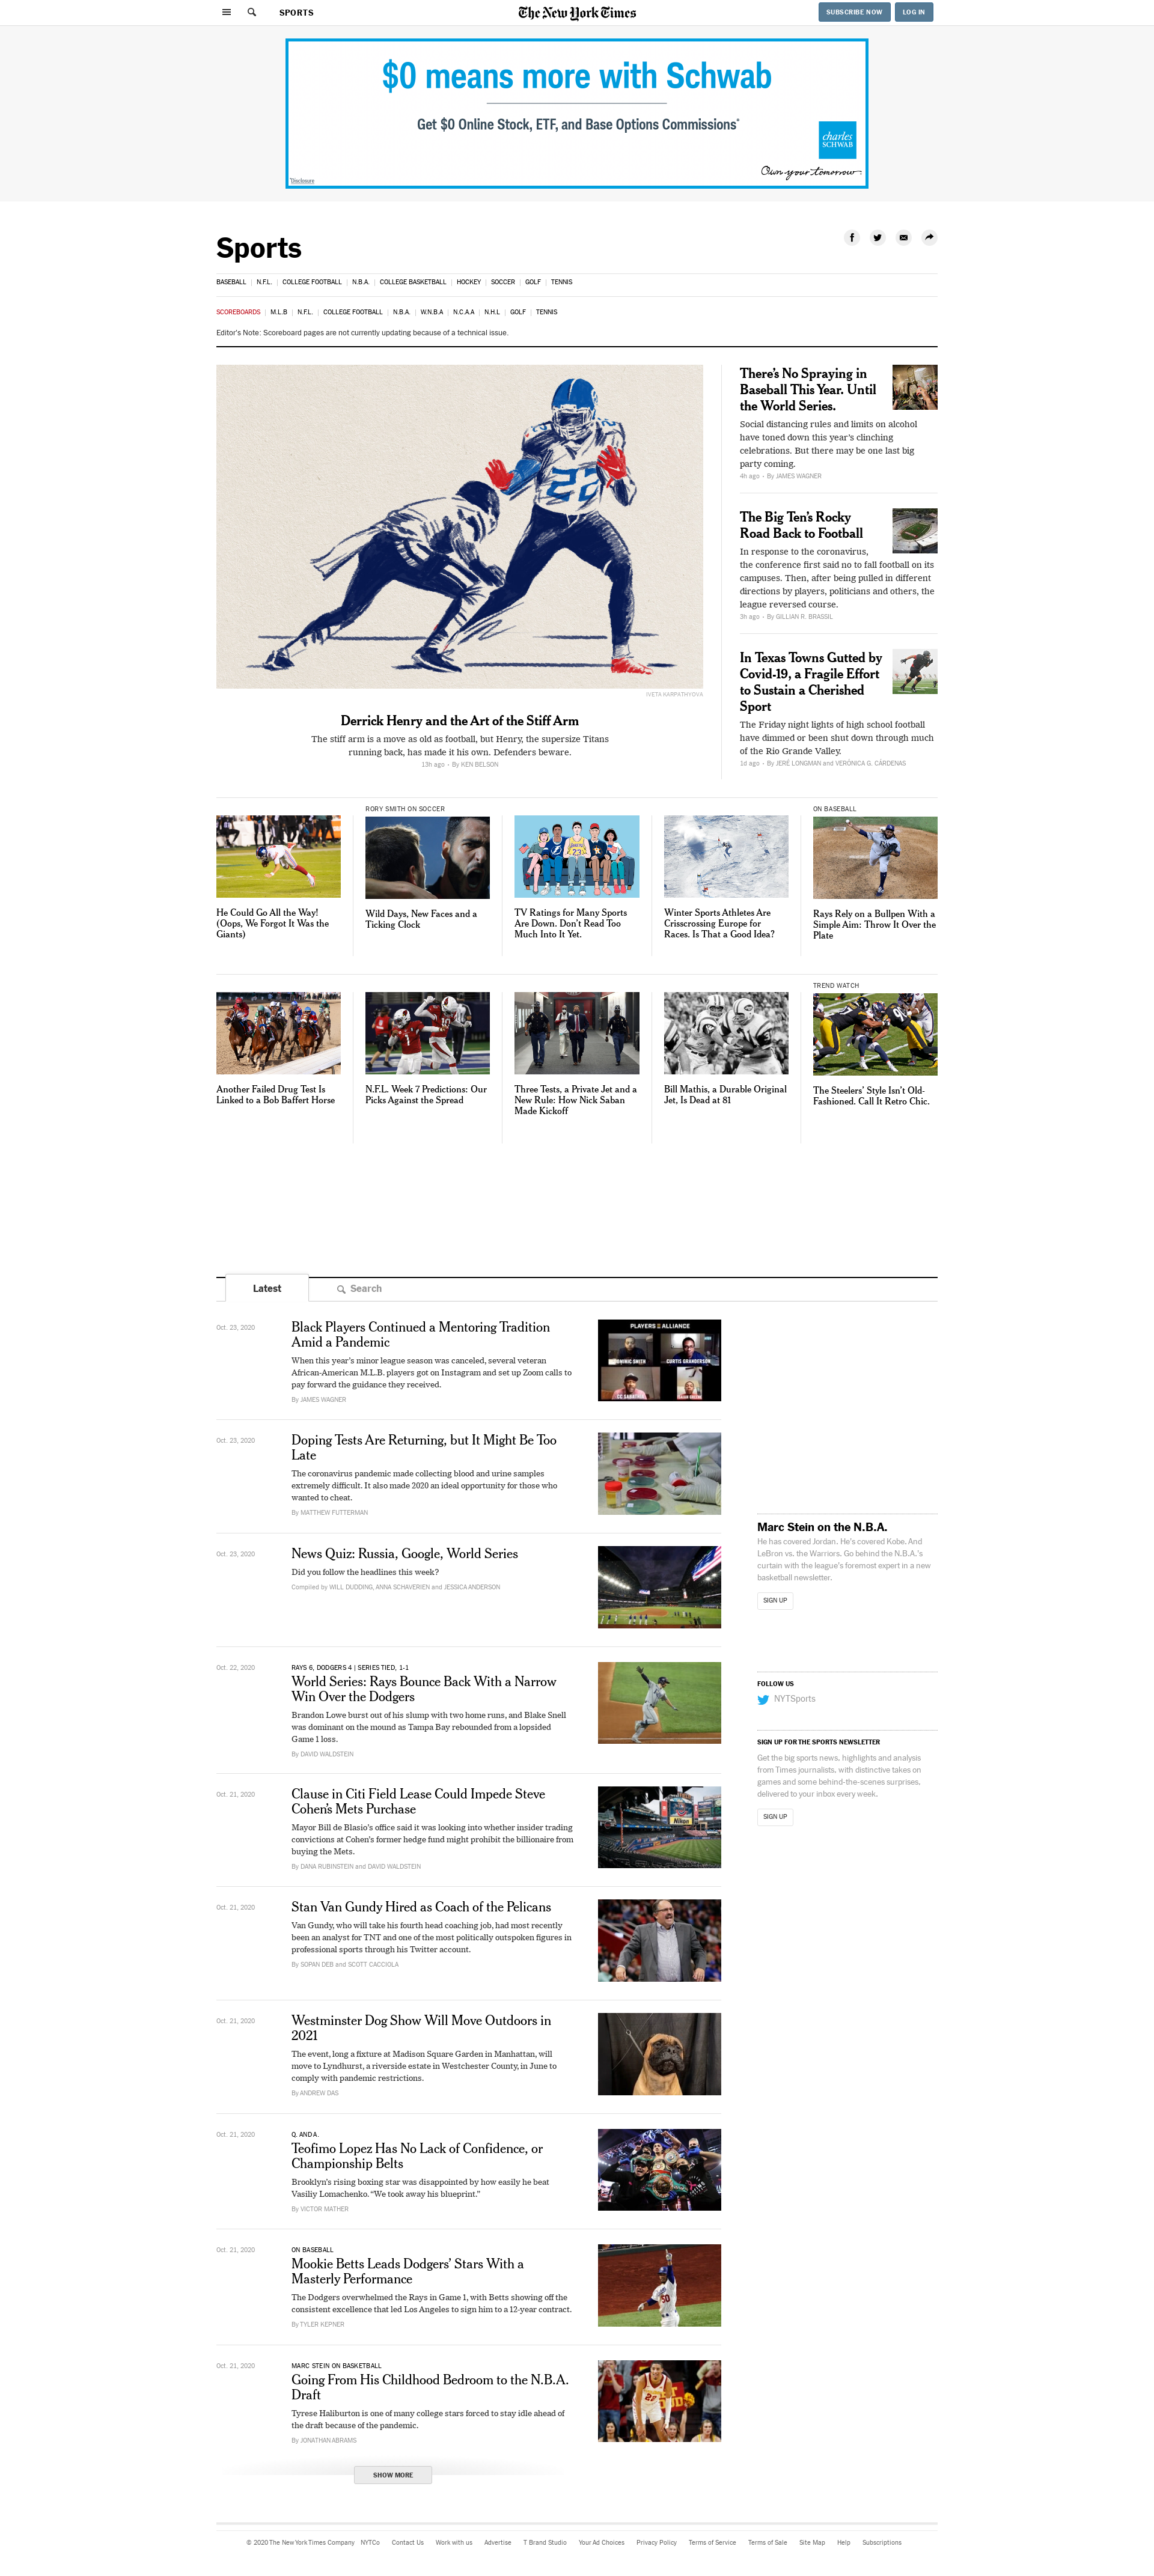 SPORTS
The New York Times
SUBSCRIBE NOW
LOG IN
$0 means more with Schwab
Get $0 Online Stock, ETF, and Base Options Commissions*
charles
SCHWAB
Own your tomorrow.
Disclosure
Sports
BASEBALL | N.F.L. | COLLEGE FOOTBALL | N.B.A. | COLLEGE BASKETBALL | HOCKEY | SOCCER | GOLF | TENNIS
SCOREBOARDS | M.L.B | N.F.L. | COLLEGE FOOTBALL | N.B.A. | W.N.B.A | N.C.A.A | N.H.L | GOLF | TENNIS
Editor's Note: Scoreboard pages are not currently updating because of a technical issue.
22
IVETA KARPATHYOVA
Derrick Henry and the Art of the Stiff Arm
The stiff arm is a move as old as football, but Henry, the supersize Titans
running back, has made it his own. Defenders beware.
13h ago • By KEN BELSON
There's No Spraying in
Baseball This Year. Until
the World Series.
Social distancing rules and limits on alcohol
have toned down this year's clinching
celebrations. But there may be one last big
party coming.
4h ago • By JAMES WAGNER
The Big Ten's Rocky
Road Back to Football
In response to the coronavirus,
the conference first said no to fall football on its
campuses. Then, after being pulled in different
directions by players, politicians and others, the
league reversed course.
3h ago • By GILLIAN R. BRASSIL
In Texas Towns Gutted by
Covid-19, a Fragile Effort
to Sustain a Cherished
Sport
The Friday night lights of high school football
have dimmed or been shut down through much
of the Rio Grande Valley.
1d ago • By JERÉ LONGMAN and VERÓNICA G. CÁRDENAS
He Could Go All the Way!
(Oops, We Forgot It Was the
Giants)
RORY SMITH ON SOCCER
Wild Days, New Faces and a
Ticking Clock
23
TV Ratings for Many Sports
Are Down. Don't Read Too
Much Into It Yet.
Winter Sports Athletes Are
Crisscrossing Europe for
Races. Is That a Good Idea?
ON BASEBALL
Rays Rely on a Bullpen With a
Simple Aim: Throw It Over the
Plate
Another Failed Drug Test Is
Linked to a Bob Baffert Horse
N.F.L. Week 7 Predictions: Our
Picks Against the Spread
Three Tests, a Private Jet and a
New Rule: How Nick Saban
Made Kickoff
Bill Mathis, a Durable Original
Jet, Is Dead at 81
TREND WATCH
The Steelers' Style Isn't Old-
Fashioned. Call It Retro Chic.
Latest
Search
Oct. 23, 2020
Black Players Continued a Mentoring Tradition
Amid a Pandemic
When this year's minor league season was canceled, several veteran
African-American M.L.B. players got on Instagram and set up Zoom calls to
pay forward the guidance they received.
By JAMES WAGNER
PLAYERS ALLIANCE
DOMINIC SMITH
CURTIS GRANDERSON
CC SABATHIA
Oct. 23, 2020
Doping Tests Are Returning, but It Might Be Too
Late
The coronavirus pandemic made collecting blood and urine samples
extremely difficult. It also made 2020 an ideal opportunity for those who
wanted to cheat.
By MATTHEW FUTTERMAN
Oct. 23, 2020
News Quiz: Russia, Google, World Series
Did you follow the headlines this week?
Compiled by WILL DUDDING, ANNA SCHAVERIEN and JESSICA ANDERSON
Marc Stein on the N.B.A.
He has covered Jordan. He's covered Kobe. And
LeBron vs. the Warriors. Go behind the N.B.A.'s
curtain with the league's foremost expert in a new
basketball newsletter.
SIGN UP
FOLLOW US
NYTSports
SIGN UP FOR THE SPORTS NEWSLETTER
Get the big sports news, highlights and analysis
from Times journalists, with distinctive takes on
games and some behind-the-scenes surprises,
delivered to your inbox every week.
SIGN UP
Oct. 22, 2020
RAYS 6, DODGERS 4 | SERIES TIED, 1-1
World Series: Rays Bounce Back With a Narrow
Win Over the Dodgers
Brandon Lowe burst out of his slump with two home runs, and Blake Snell
was dominant on the mound as Tampa Bay rebounded from a lopsided
Game 1 loss.
By DAVID WALDSTEIN
Oct. 21, 2020
Clause in Citi Field Lease Could Impede Steve
Cohen's Mets Purchase
Mayor Bill de Blasio's office said it was looking into whether insider trading
convictions at Cohen's former hedge fund might prohibit the billionaire from
buying the Mets.
By DANA RUBINSTEIN and DAVID WALDSTEIN
Nikon
Oct. 21, 2020
Stan Van Gundy Hired as Coach of the Pelicans
Van Gundy, who will take his fourth head coaching job, had most recently
been an analyst for TNT and one of the most politically outspoken figures in
professional sports through his Twitter account.
By SOPAN DEB and SCOTT CACCIOLA
Oct. 21, 2020
Westminster Dog Show Will Move Outdoors in
2021
The event, long a fixture at Madison Square Garden in Manhattan, will
move to Lyndhurst, a riverside estate in Westchester County, in June to
comply with pandemic restrictions.
By ANDREW DAS
Oct. 21, 2020
Q. AND A.
Teofimo Lopez Has No Lack of Confidence, or
Championship Belts
Brooklyn's rising boxing star was disappointed by how easily he beat
Vasiliy Lomachenko. “We took away his blueprint.”
By VICTOR MATHER
Oct. 21, 2020
ON BASEBALL
Mookie Betts Leads Dodgers' Stars With a
Masterly Performance
The Dodgers overwhelmed the Rays in Game 1, with Betts showing off the
consistent excellence that led Los Angeles to sign him to a 12-year contract.
By TYLER KEPNER
50
Oct. 21, 2020
MARC STEIN ON BASKETBALL
Going From His Childhood Bedroom to the N.B.A.
Draft
Tyrese Haliburton is one of many college stars forced to stay idle ahead of
the draft because of the pandemic.
By JONATHAN ABRAMS
SHOW MORE
© 2020 The New York Times Company NYTCo Contact Us Work with us Advertise T Brand Studio Your Ad Choices Privacy Policy Terms of Service Terms of Sale Site Map Help Subscriptions